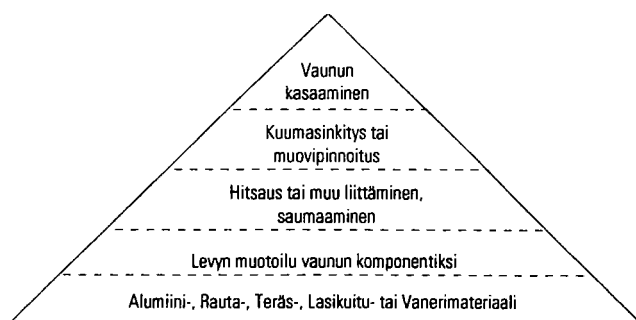 Vaunun
kasaaminen
Kuumasinkitys tai
muovipinnoitus
Hitsaus tai muu liittäminen,
saumaaminen
Levyn muotoilu vaunun komponentiksi
Alumiini-, Rauta-, Teräs-, Lasikuitu- tai Vanerimateriaali